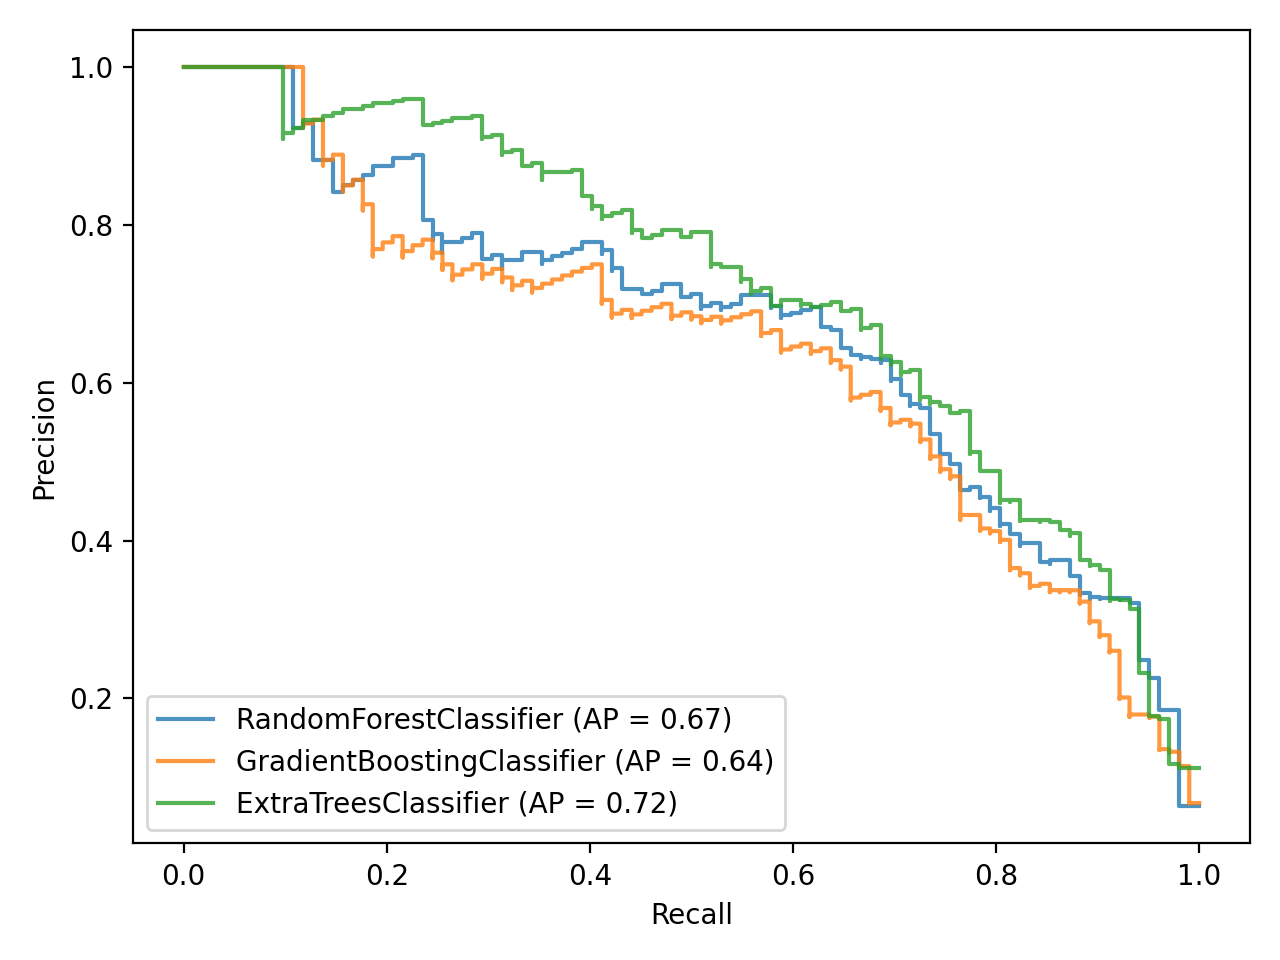 1.0
0.8
0.6
0.4
0.2
Precision
RandomForestClassifier (AP = 0.67)
GradientBoostingClassifier (AP = 0.64)
ExtraTreesClassifier (AP = 0.72)
0.0 0.2 0.4 0.6 0.8 1.0
Recall